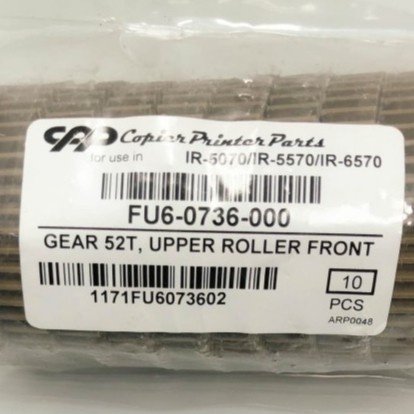 CPP Copier Printer Parts
for use in IR-5070/IR-5570/IR-6570
FU6-0736-000
GEAR 52T, UPPER ROLLER FRONT
1171FU6073602
10
PCS
ARP0048